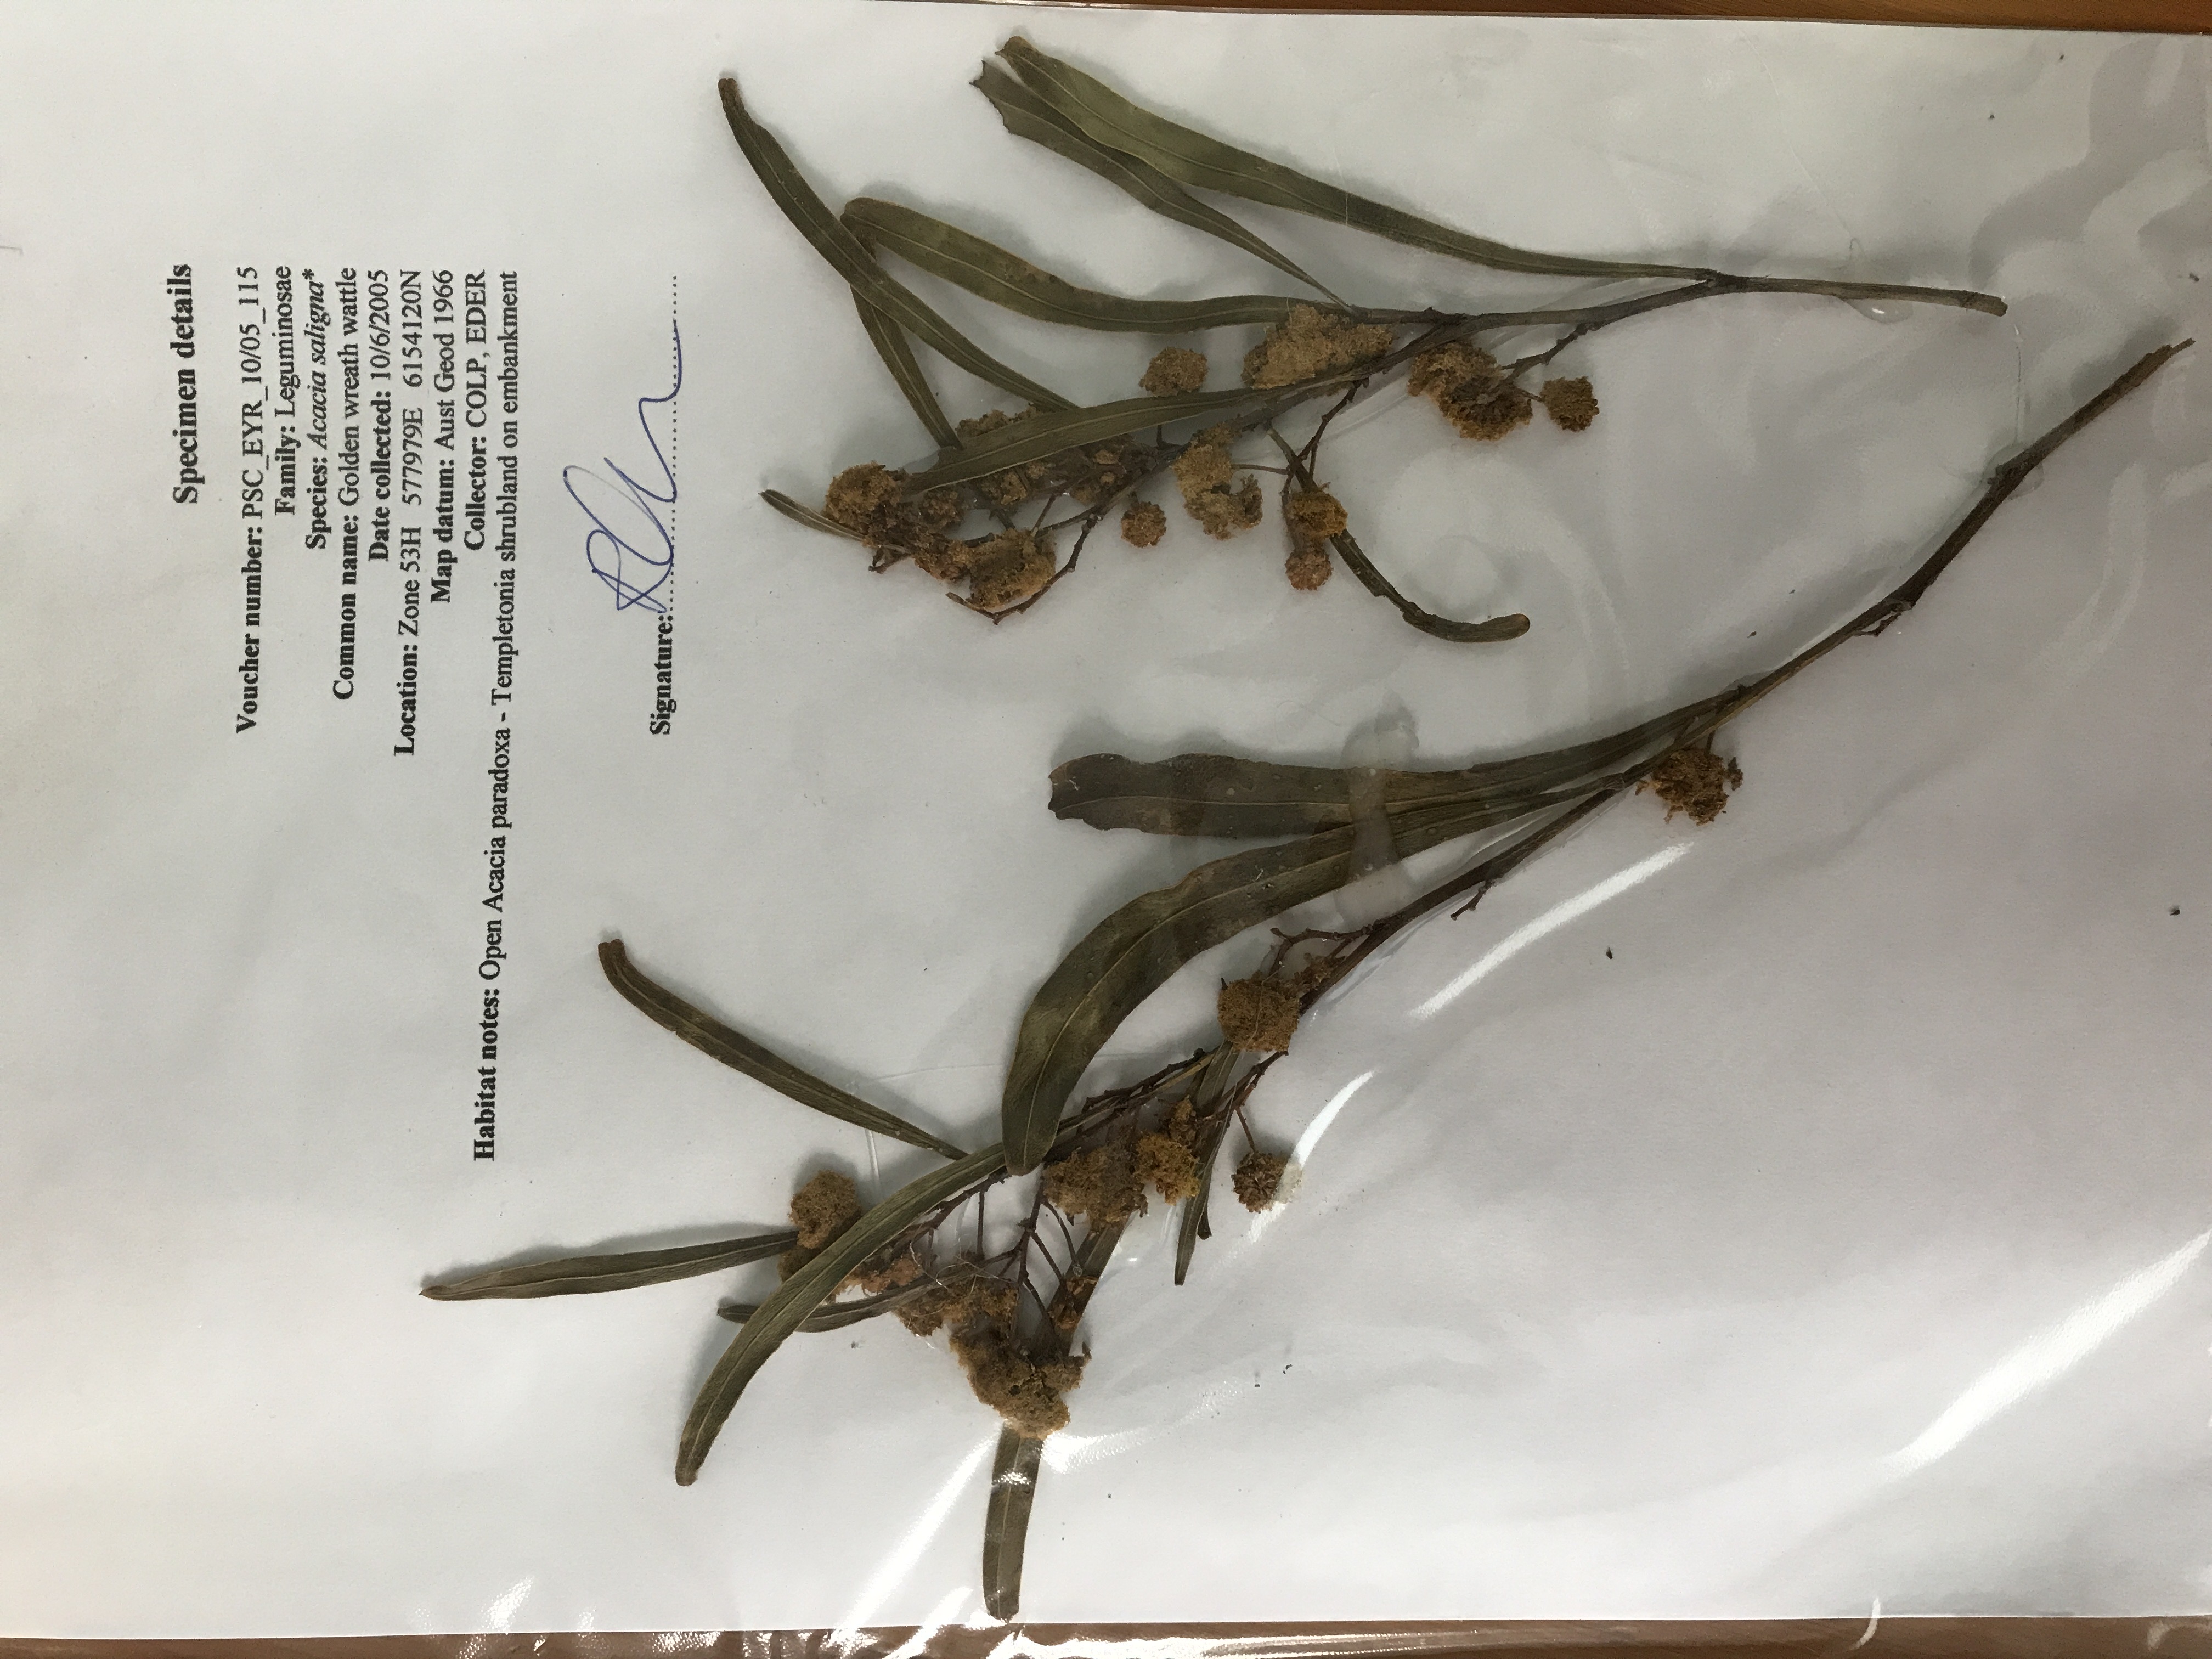 Specimen details
Voucher number: PSC_EYR_10/05_115
Family: Leguminosae
Species: Acacia saligna*
Common name: Golden wreath wattle
Date collected: 10/6/2005
Location: Zone 53H 577979E 6154120N
Map datum: Aust Geod 1966
Collector: COLP, EDER
Habitat notes: Open Acacia paradoxa - Templetonia shrubland on embankment
Signature: